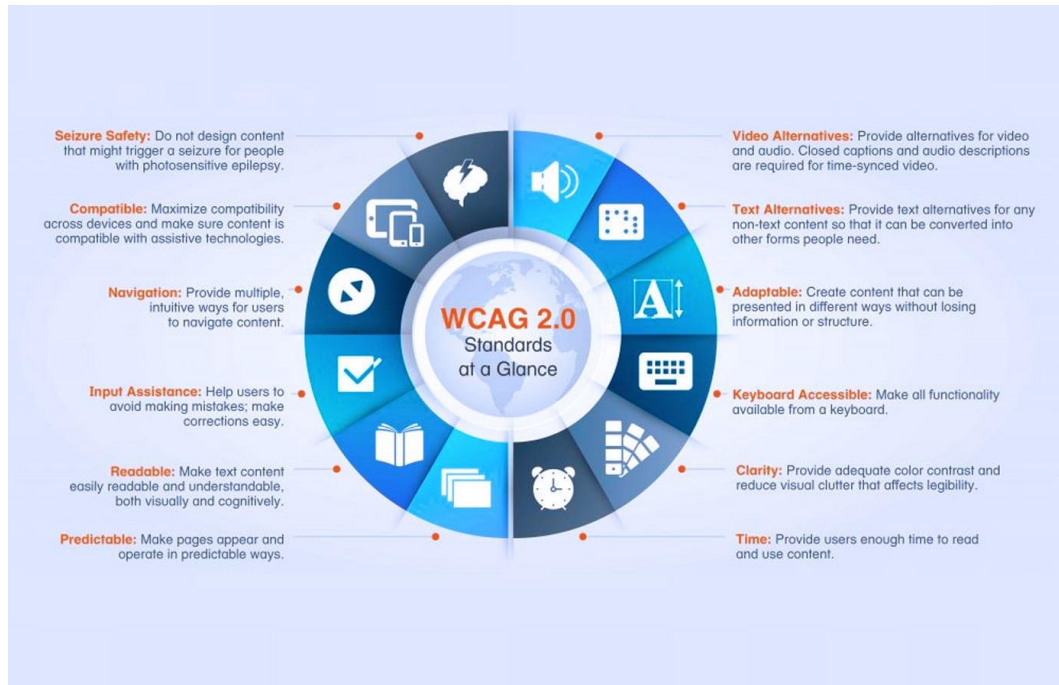 WCAG 2.0
Standards
at a Glance
Seizure Safety: Do not design content
that might trigger a seizure for people
with photosensitive epilepsy.
Compatible: Maximize compatibility
across devices and make sure content is
compatible with assistive technologies.
Navigation: Provide multiple,
intuitive ways for users
to navigate content.
Input Assistance: Help users to
avoid making mistakes; make
corrections easy.
Readable: Make text content
easily readable and understandable,
both visually and cognitively.
Predictable: Make pages appear and
operate in predictable ways.
Video Alternatives: Provide alternatives for video
and audio. Closed captions and audio descriptions
are required for time-synced video.
Text Alternatives: Provide text alternatives for any
non-text content so that it can be converted into
other forms people need.
A
Adaptable: Create content that can be
presented in different ways without losing
information or structure.
Keyboard Accessible: Make all functionality
available from a keyboard.
Clarity: Provide adequate color contrast and
reduce visual clutter that affects legibility.
Time: Provide users enough time to read
and use content.